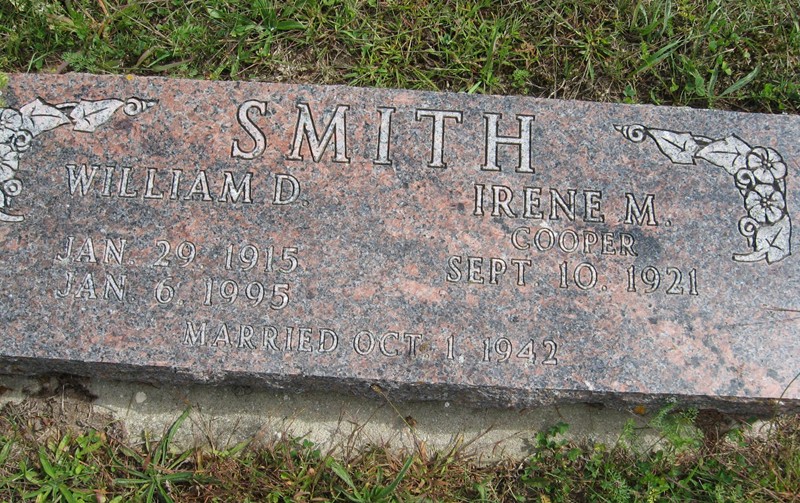 SMITH
WILLIAM D.
JAN. 29. 1915
JAN. 6. 1995
IRENE M.
COOPER
SEPT. 10. 1921
MARRIED OCT. 1. 1942